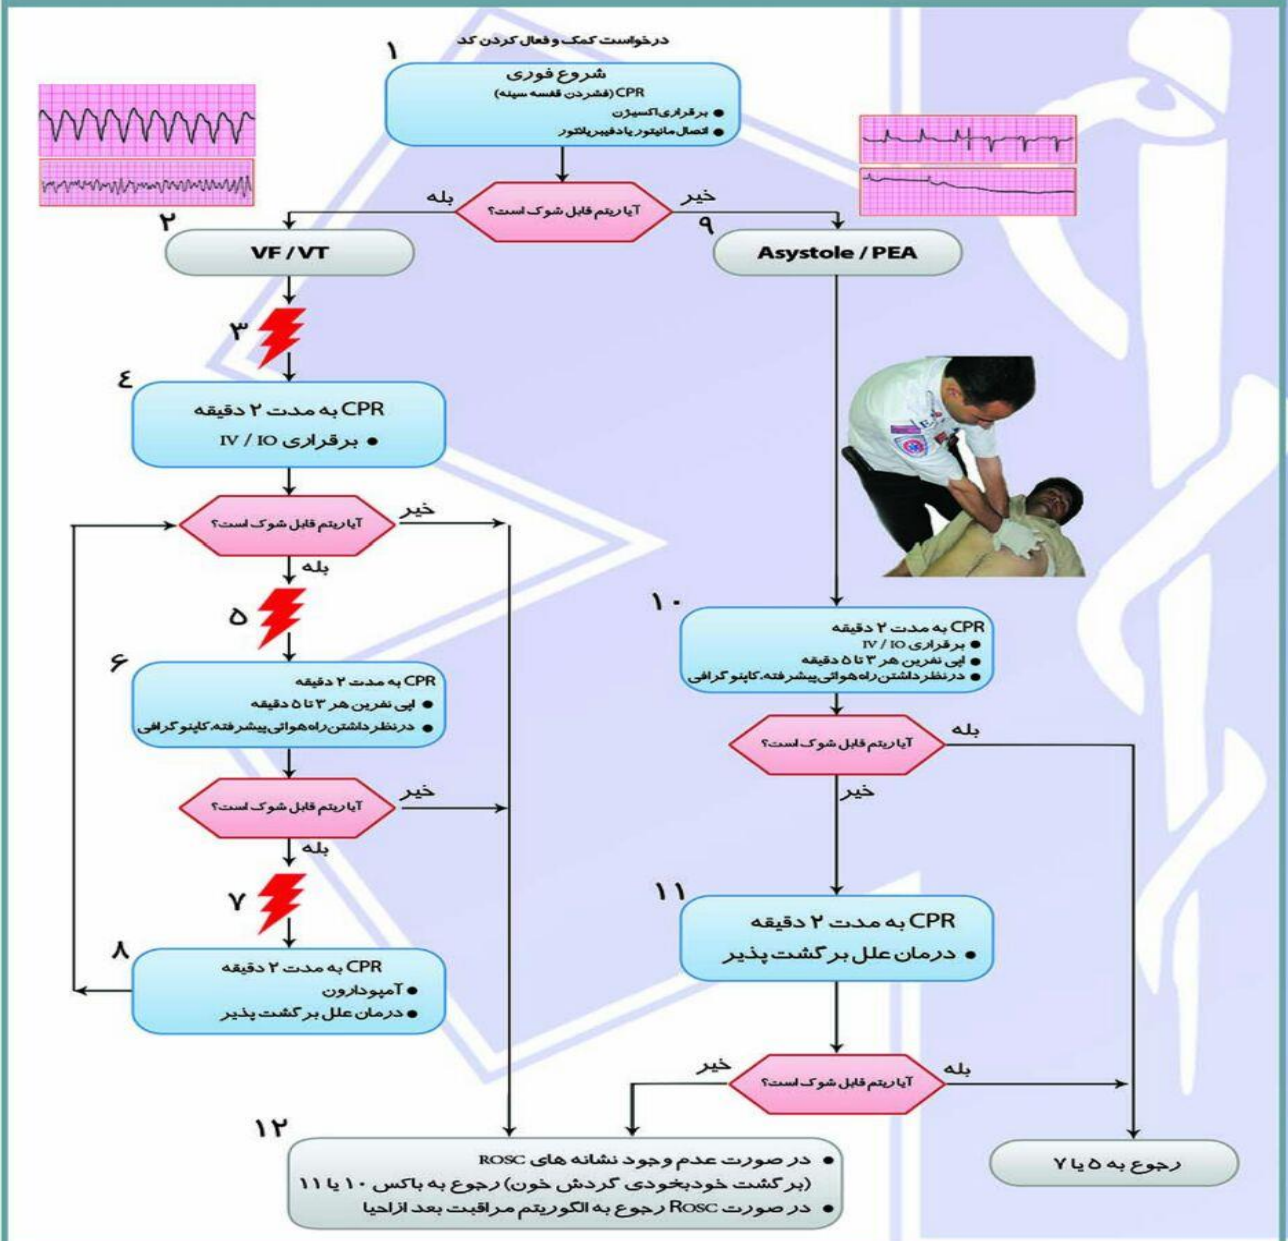 درخواست کمک و فعال کردن کد
۱
شروع فوری
CPR (فشردن قفسه سینه)
● برقراری اکسیژن
● اتصال مانیتور یا دفیبریلاتور
آیا ریتم قابل شوک است؟
بله
خیر
۲
VF / VT
۹
Asystole / PEA
۳
۴
CPR به مدت ۲ دقیقه
● برقراری IV / IO
آیا ریتم قابل شوک است؟
خیر
بله
۵
۶
CPR به مدت ۲ دقیقه
● اپی نفرین هر ۳ تا ۵ دقیقه
● در نظر داشتن راه هوائی پیشرفته، کاپنوگرافی
آیا ریتم قابل شوک است؟
خیر
بله
۷
۸
CPR به مدت ۲ دقیقه
● آمیودارون
● درمان علل برگشت پذیر
۱۰
CPR به مدت ۲ دقیقه
● برقراری IV / IO
● اپی نفرین هر ۳ تا ۵ دقیقه
● در نظر داشتن راه هوائی پیشرفته، کاپنوگرافی
آیا ریتم قابل شوک است؟
بله
خیر
۱۱
CPR به مدت ۲ دقیقه
● درمان علل برگشت پذیر
آیا ریتم قابل شوک است؟
خیر
بله
۱۲
● در صورت عدم وجود نشانه های ROSC
(برگشت خودبخودی گردش خون) رجوع به باکس ۱۰ یا ۱۱
● در صورت ROSC رجوع به الگوریتم مراقبت بعد از احیا
رجوع به ۵ یا ۷